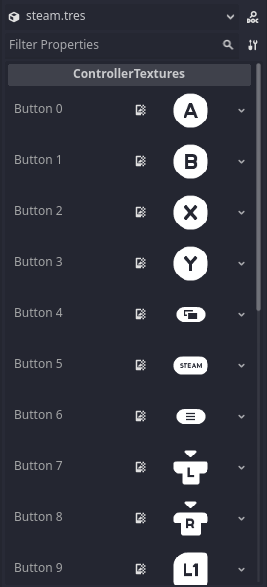 steam.tres
DOC
Filter Properties
ControllerTextures
Button 0 A
Button 1 B
Button 2 X
Button 3 Y
Button 4
Button 5 STEAM
Button 6
Button 7 L
Button 8 R
Button 9 L1